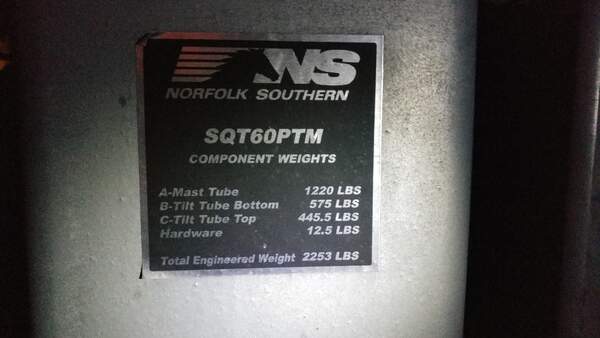 NS
NORFOLK SOUTHERN
SQT60PTM
COMPONENT WEIGHTS
A-Mast Tube 1220 LBS
B-Tilt Tube Bottom 575 LBS
C-Tilt Tube Top 445.5 LBS
Hardware 12.5 LBS
Total Engineered Weight 2253 LBS